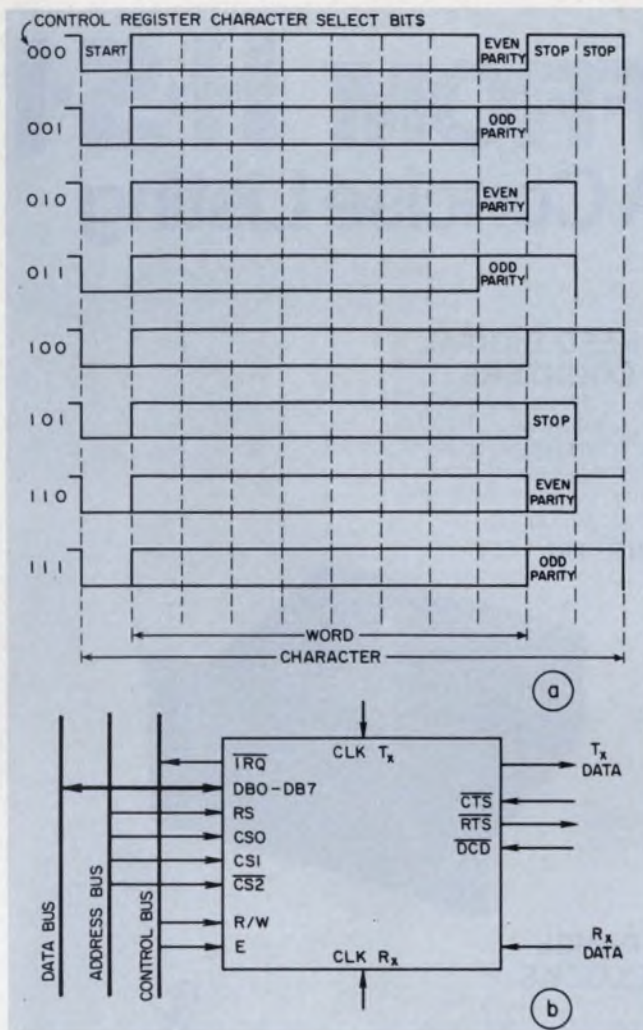 CONTROL REGISTER CHARACTER SELECT BITS
000 START EVEN PARITY STOP STOP
001 ODD PARITY
010 EVEN PARITY
011 ODD PARITY
100
101 STOP
110 EVEN PARITY
111 ODD PARITY
WORD
CHARACTER
a
CLK Tx
IRQ
DB0-DB7
RS
CS0
CS1
CS2
R/W
E
CLK Rx
Tx DATA
CTS
RTS
DCD
Rx DATA
DATA BUS
ADDRESS BUS
CONTROL BUS
b